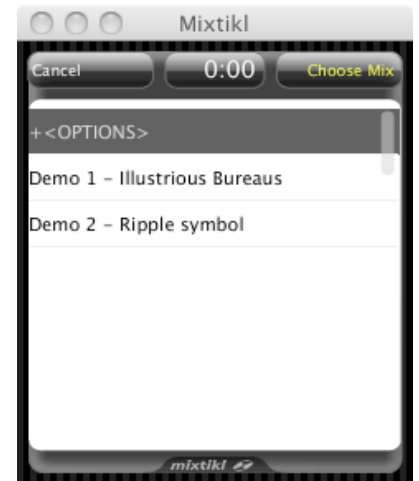 Mixtikl
Cancel 0:00 Choose Mix
+<OPTIONS>
Demo 1 – Illustrious Bureaus
Demo 2 – Ripple symbol
mixtikl